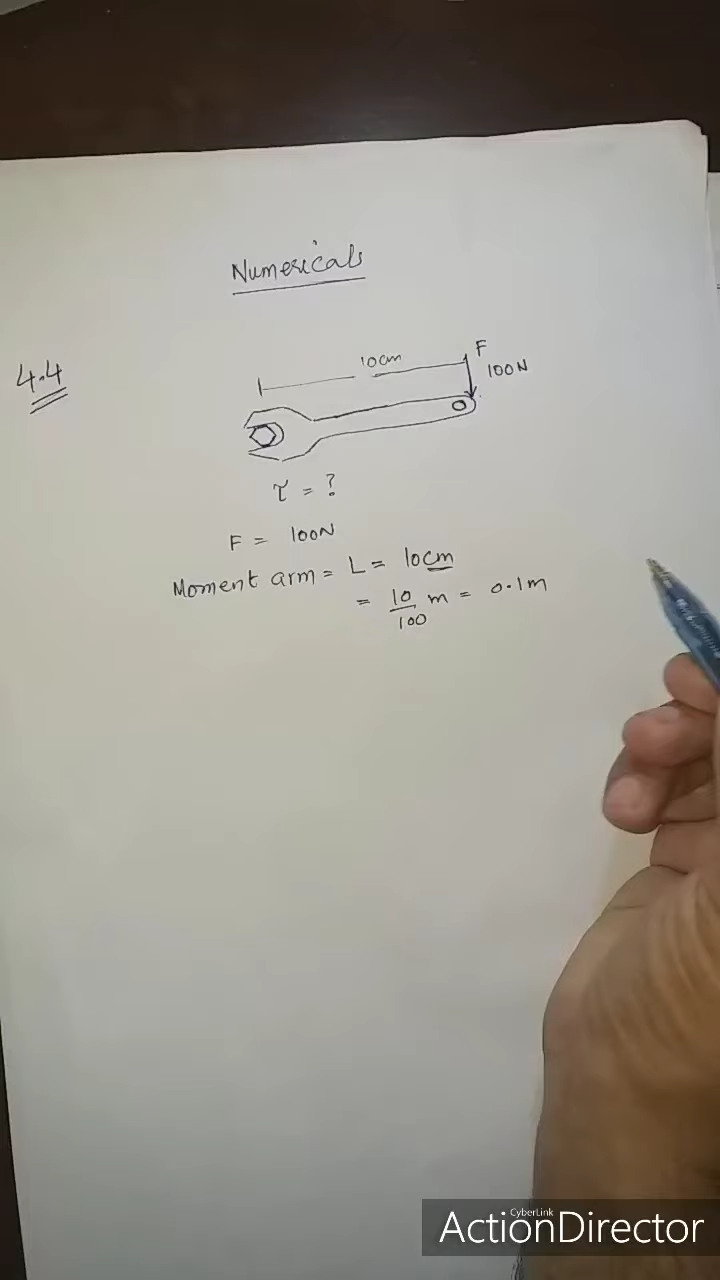 Numericals
4.4
10cm
F
100N
τ = ?
F = 100N
Moment arm = L = 10cm
= 10/100 m = 0.1m
CyberLink
ActionDirector